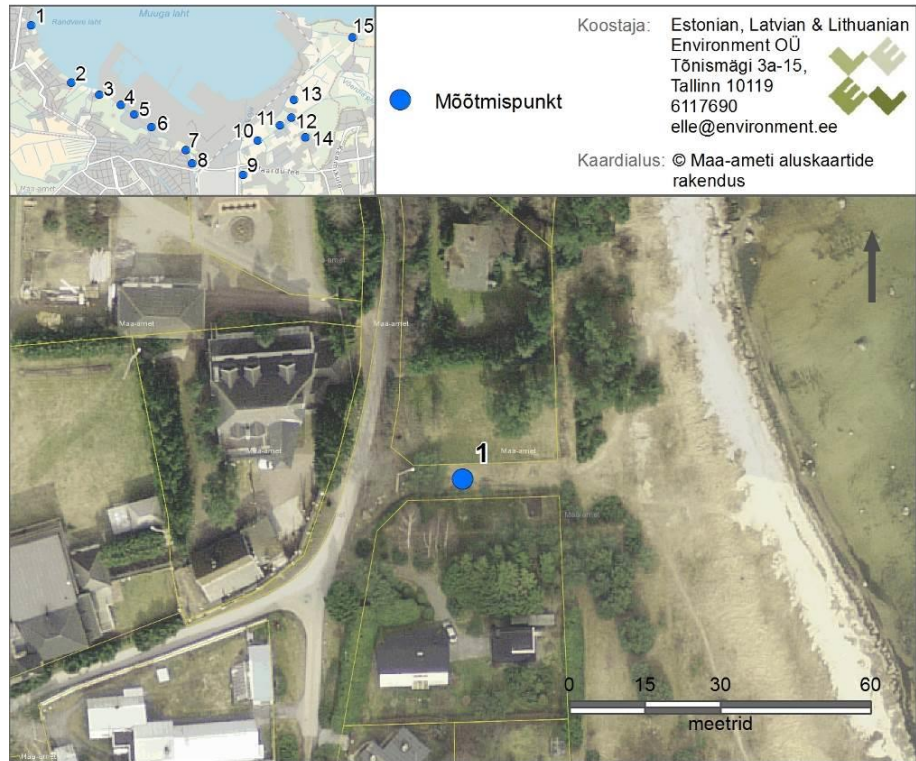 1
Randvere laht
Muuga laht
15
2
3
4
5
6
7
8
9
10
11
12
13
14
Maa-amet
Mõõtmispunkt
Koostaja: Estonian, Latvian & Lithuanian
Environment OÜ
Tõnismägi 3a-15,
Tallinn 10119
6117690
elle@environment.ee
Kaardialus: © Maa-ameti aluskaartide
rakendus
Maa-amet
Maa-amet
Maa-amet
Maa-amet
Maa-amet
1
Maa-amet
0 15 30 60
meetrid